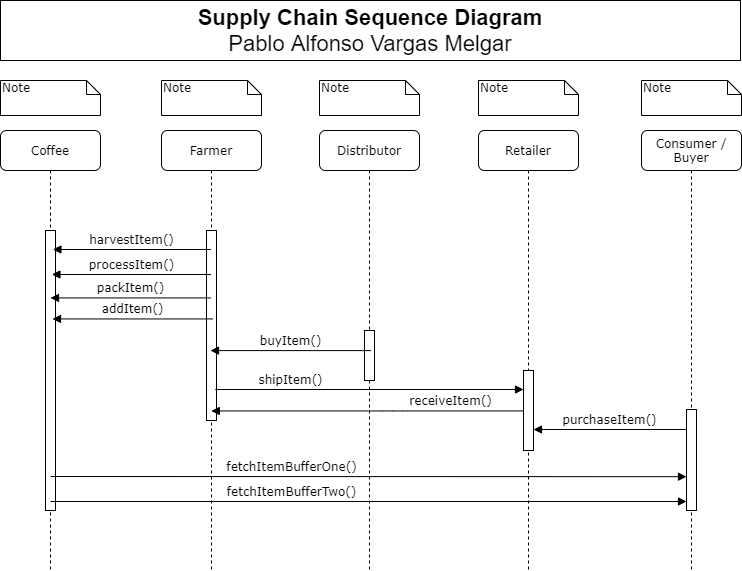 Supply Chain Sequence Diagram
Pablo Alfonso Vargas Melgar
Note
Note
Note
Note
Note
Coffee
Farmer
Distributor
Retailer
Consumer /
Buyer
harvestItem()
processItem()
packItem()
addItem()
buyItem()
shipItem()
receiveItem()
purchaseItem()
fetchItemBufferOne()
fetchItemBufferTwo()